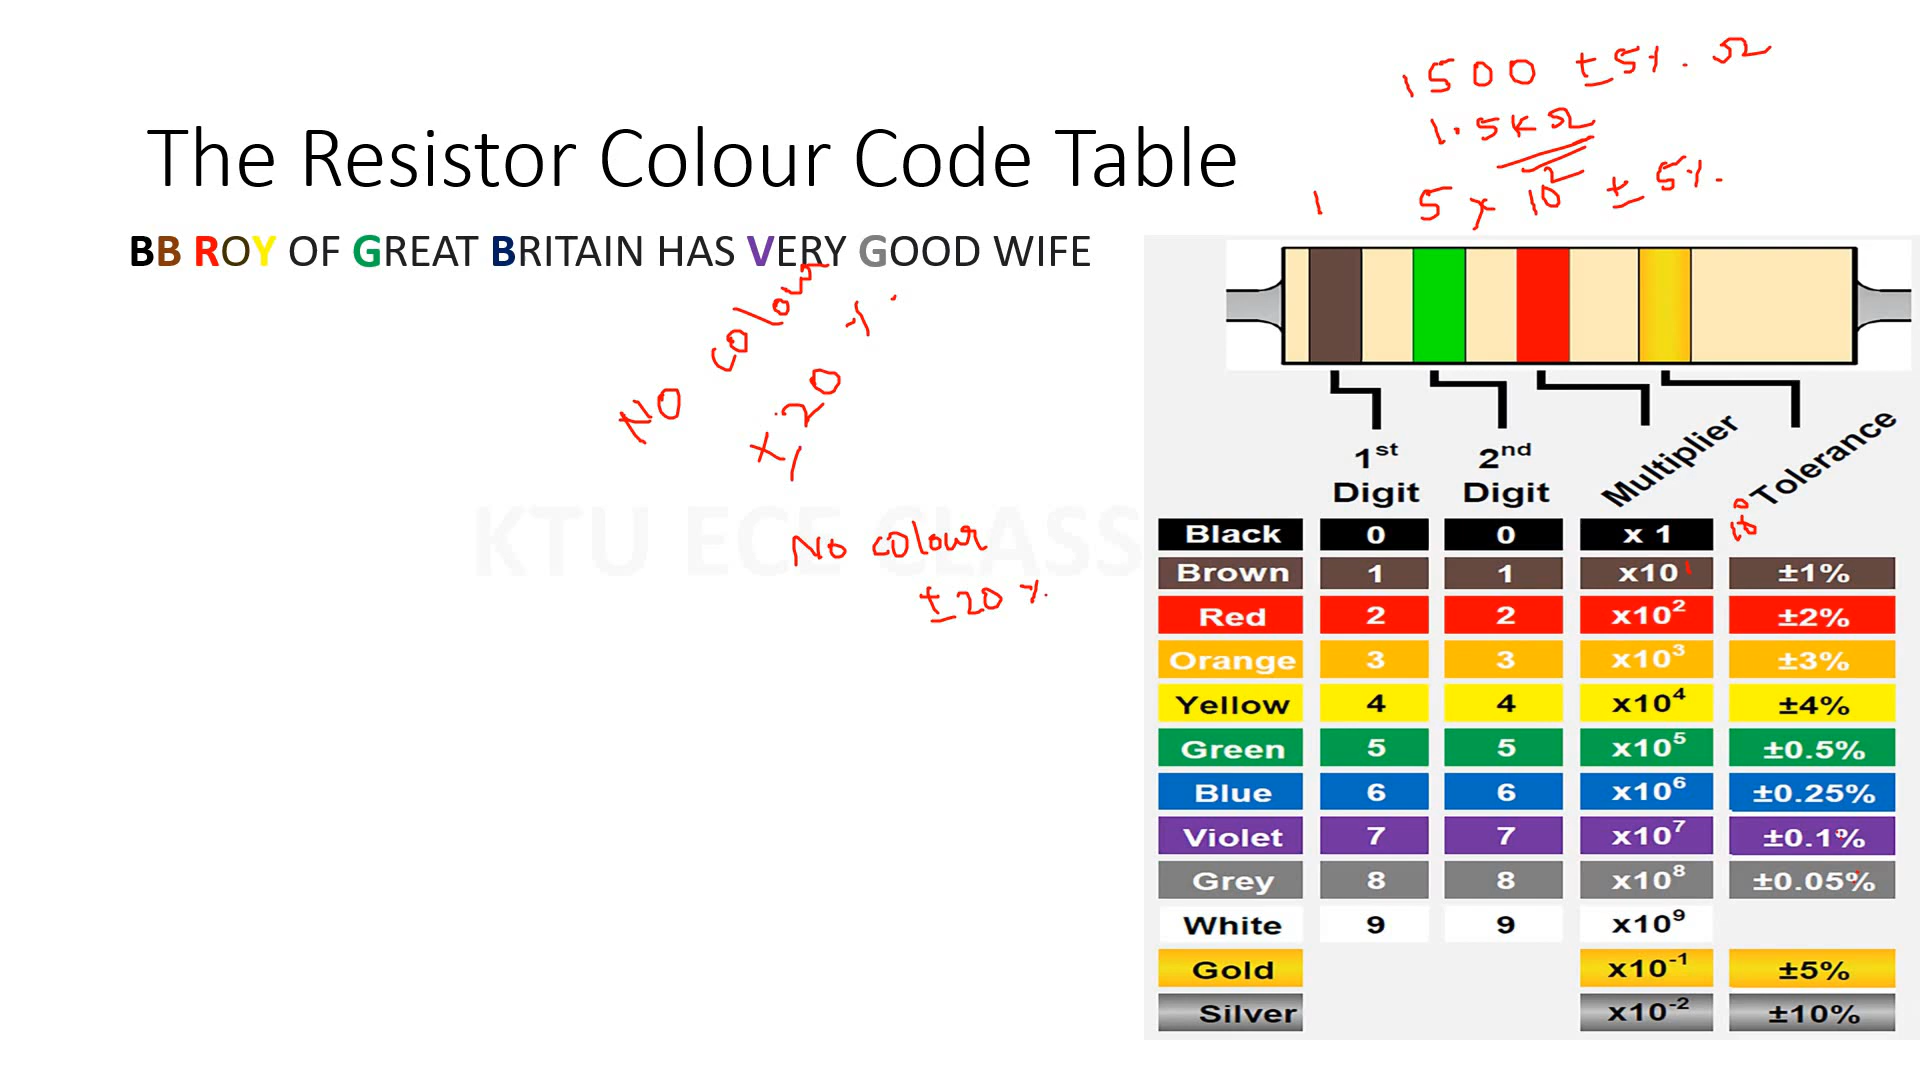 1500 ±5%. Ω
1.5KΩ
1 5 x 10² ± 5%.
The Resistor Colour Code Table
BB ROY OF GREAT BRITAIN HAS VERY GOOD WIFE
NO colour
± 20 %.
No colour
± 20 %.
KTU ECE CLASS
1st Digit 2nd Digit Multiplier Tolerance
10⁰
Black 0 0 x 1
Brown 1 1 x10¹ ±1%
Red 2 2 x10² ±2%
Orange 3 3 x10³ ±3%
Yellow 4 4 x10⁴ ±4%
Green 5 5 x10⁵ ±0.5%
Blue 6 6 x10⁶ ±0.25%
Violet 7 7 x10⁷ ±0.1%
Grey 8 8 x10⁸ ±0.05%
White 9 9 x10⁹
Gold x10⁻¹ ±5%
Silver x10⁻² ±10%